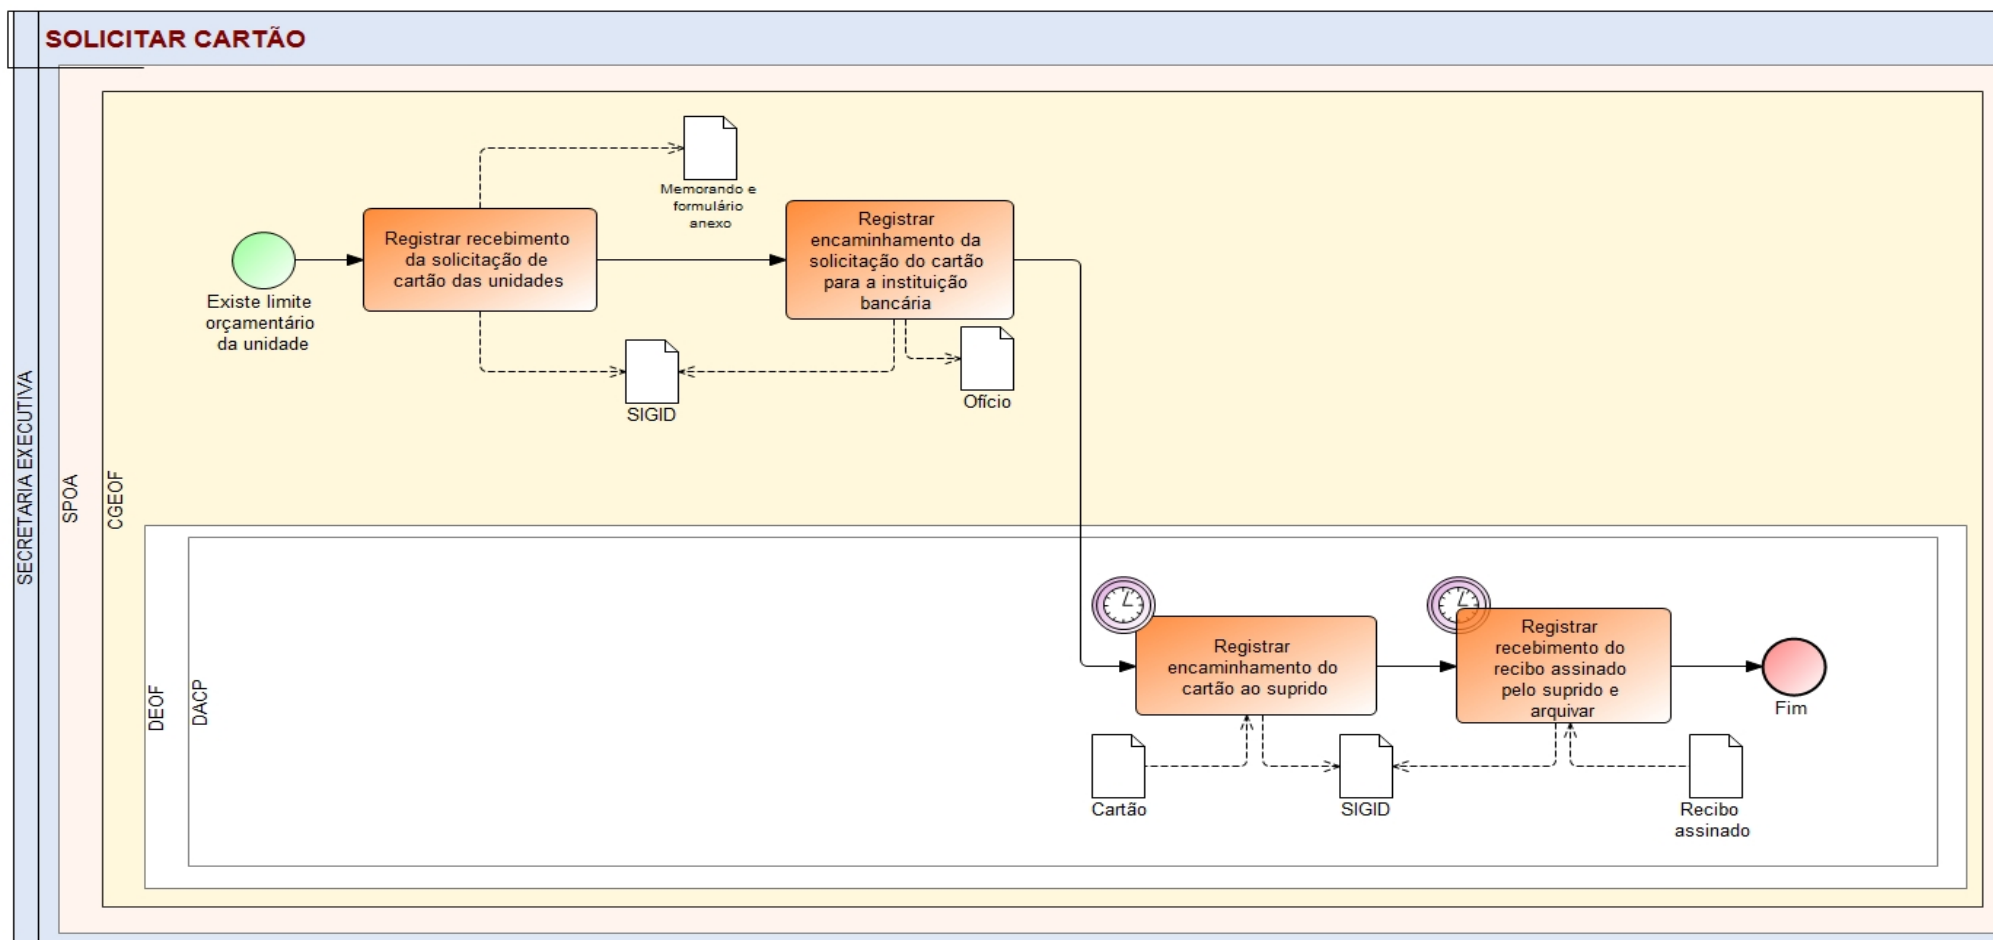 SOLICITAR CARTÃO
SECRETARIA EXECUTIVA
SPOA
CGEOF
Memorando e
formulário
anexo
Existe limite
orçamentário
da unidade
Registrar recebimento
da solicitação de
cartão das unidades
Registrar
encaminhamento da
solicitação do cartão
para a instituição
bancária
SIGID
Ofício
DEOF
DACP
Registrar
encaminhamento do
cartão ao suprido
Registrar
recebimento do
recibo assinado
pelo suprido e
arquivar
Fim
Cartão
SIGID
Recibo
assinado